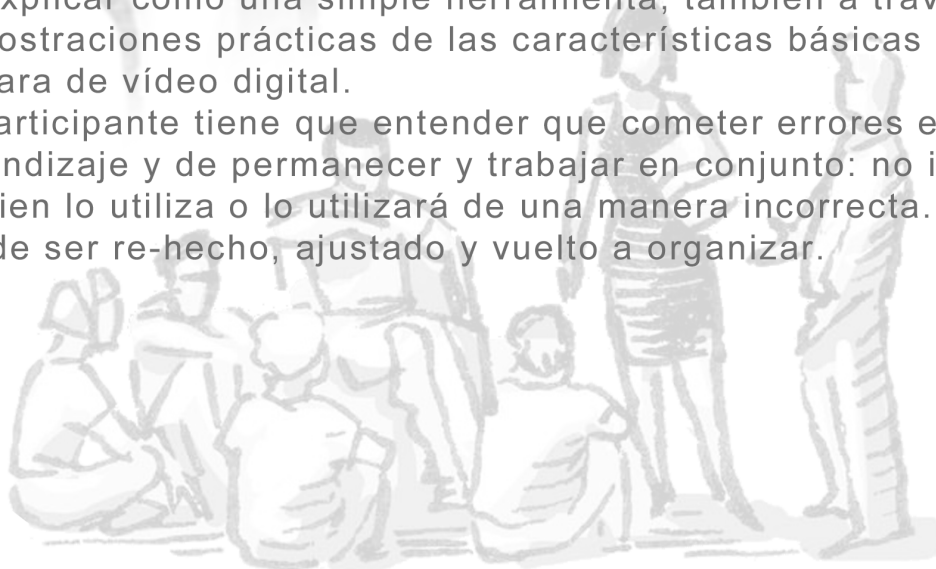 xplicar como una simple herramienta, también a trav
ostraciones prácticas de las características básicas
ara de vídeo digital.
articipante tiene que entender que cometer errores e
ndizaje y de permanecer y trabajar en conjunto: no i
ien lo utiliza o lo utilizará de una manera incorrecta.
de ser re-hecho, ajustado y vuelto a organizar.